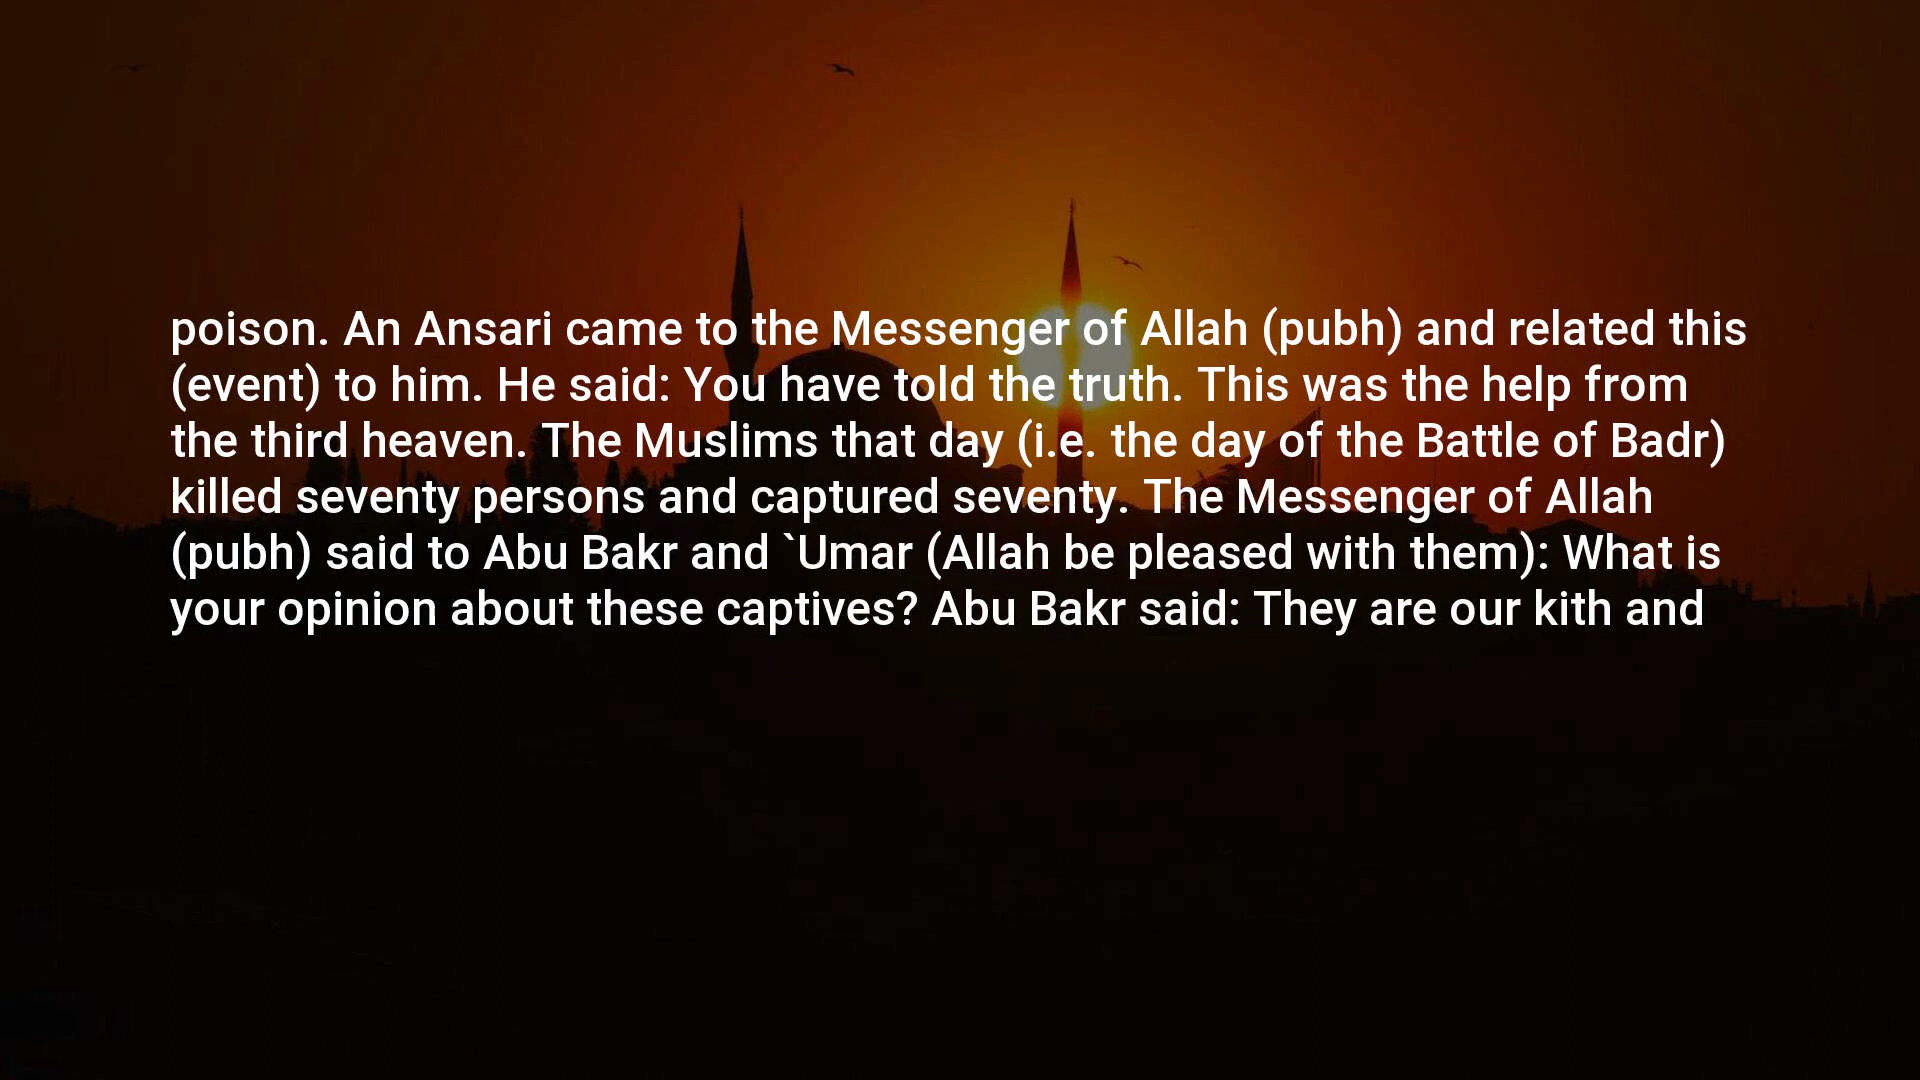 poison. An Ansari came to the Messenger of Allah (pubh) and related this
(event) to him. He said: You have told the truth. This was the help from
the third heaven. The Muslims that day (i.e. the day of the Battle of Badr)
killed seventy persons and captured seventy. The Messenger of Allah
(pubh) said to Abu Bakr and `Umar (Allah be pleased with them): What is
your opinion about these captives? Abu Bakr said: They are our kith and